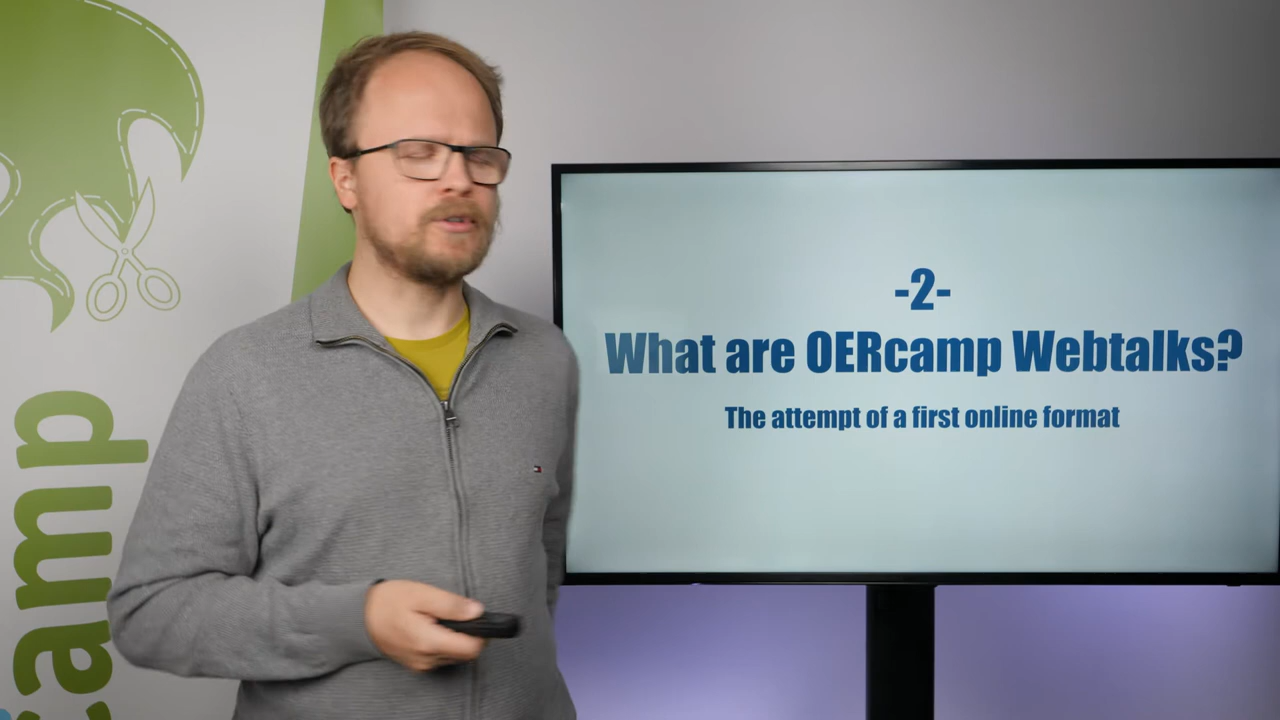 camp
-2-
What are OERcamp Webtalks?
The attempt of a first online format